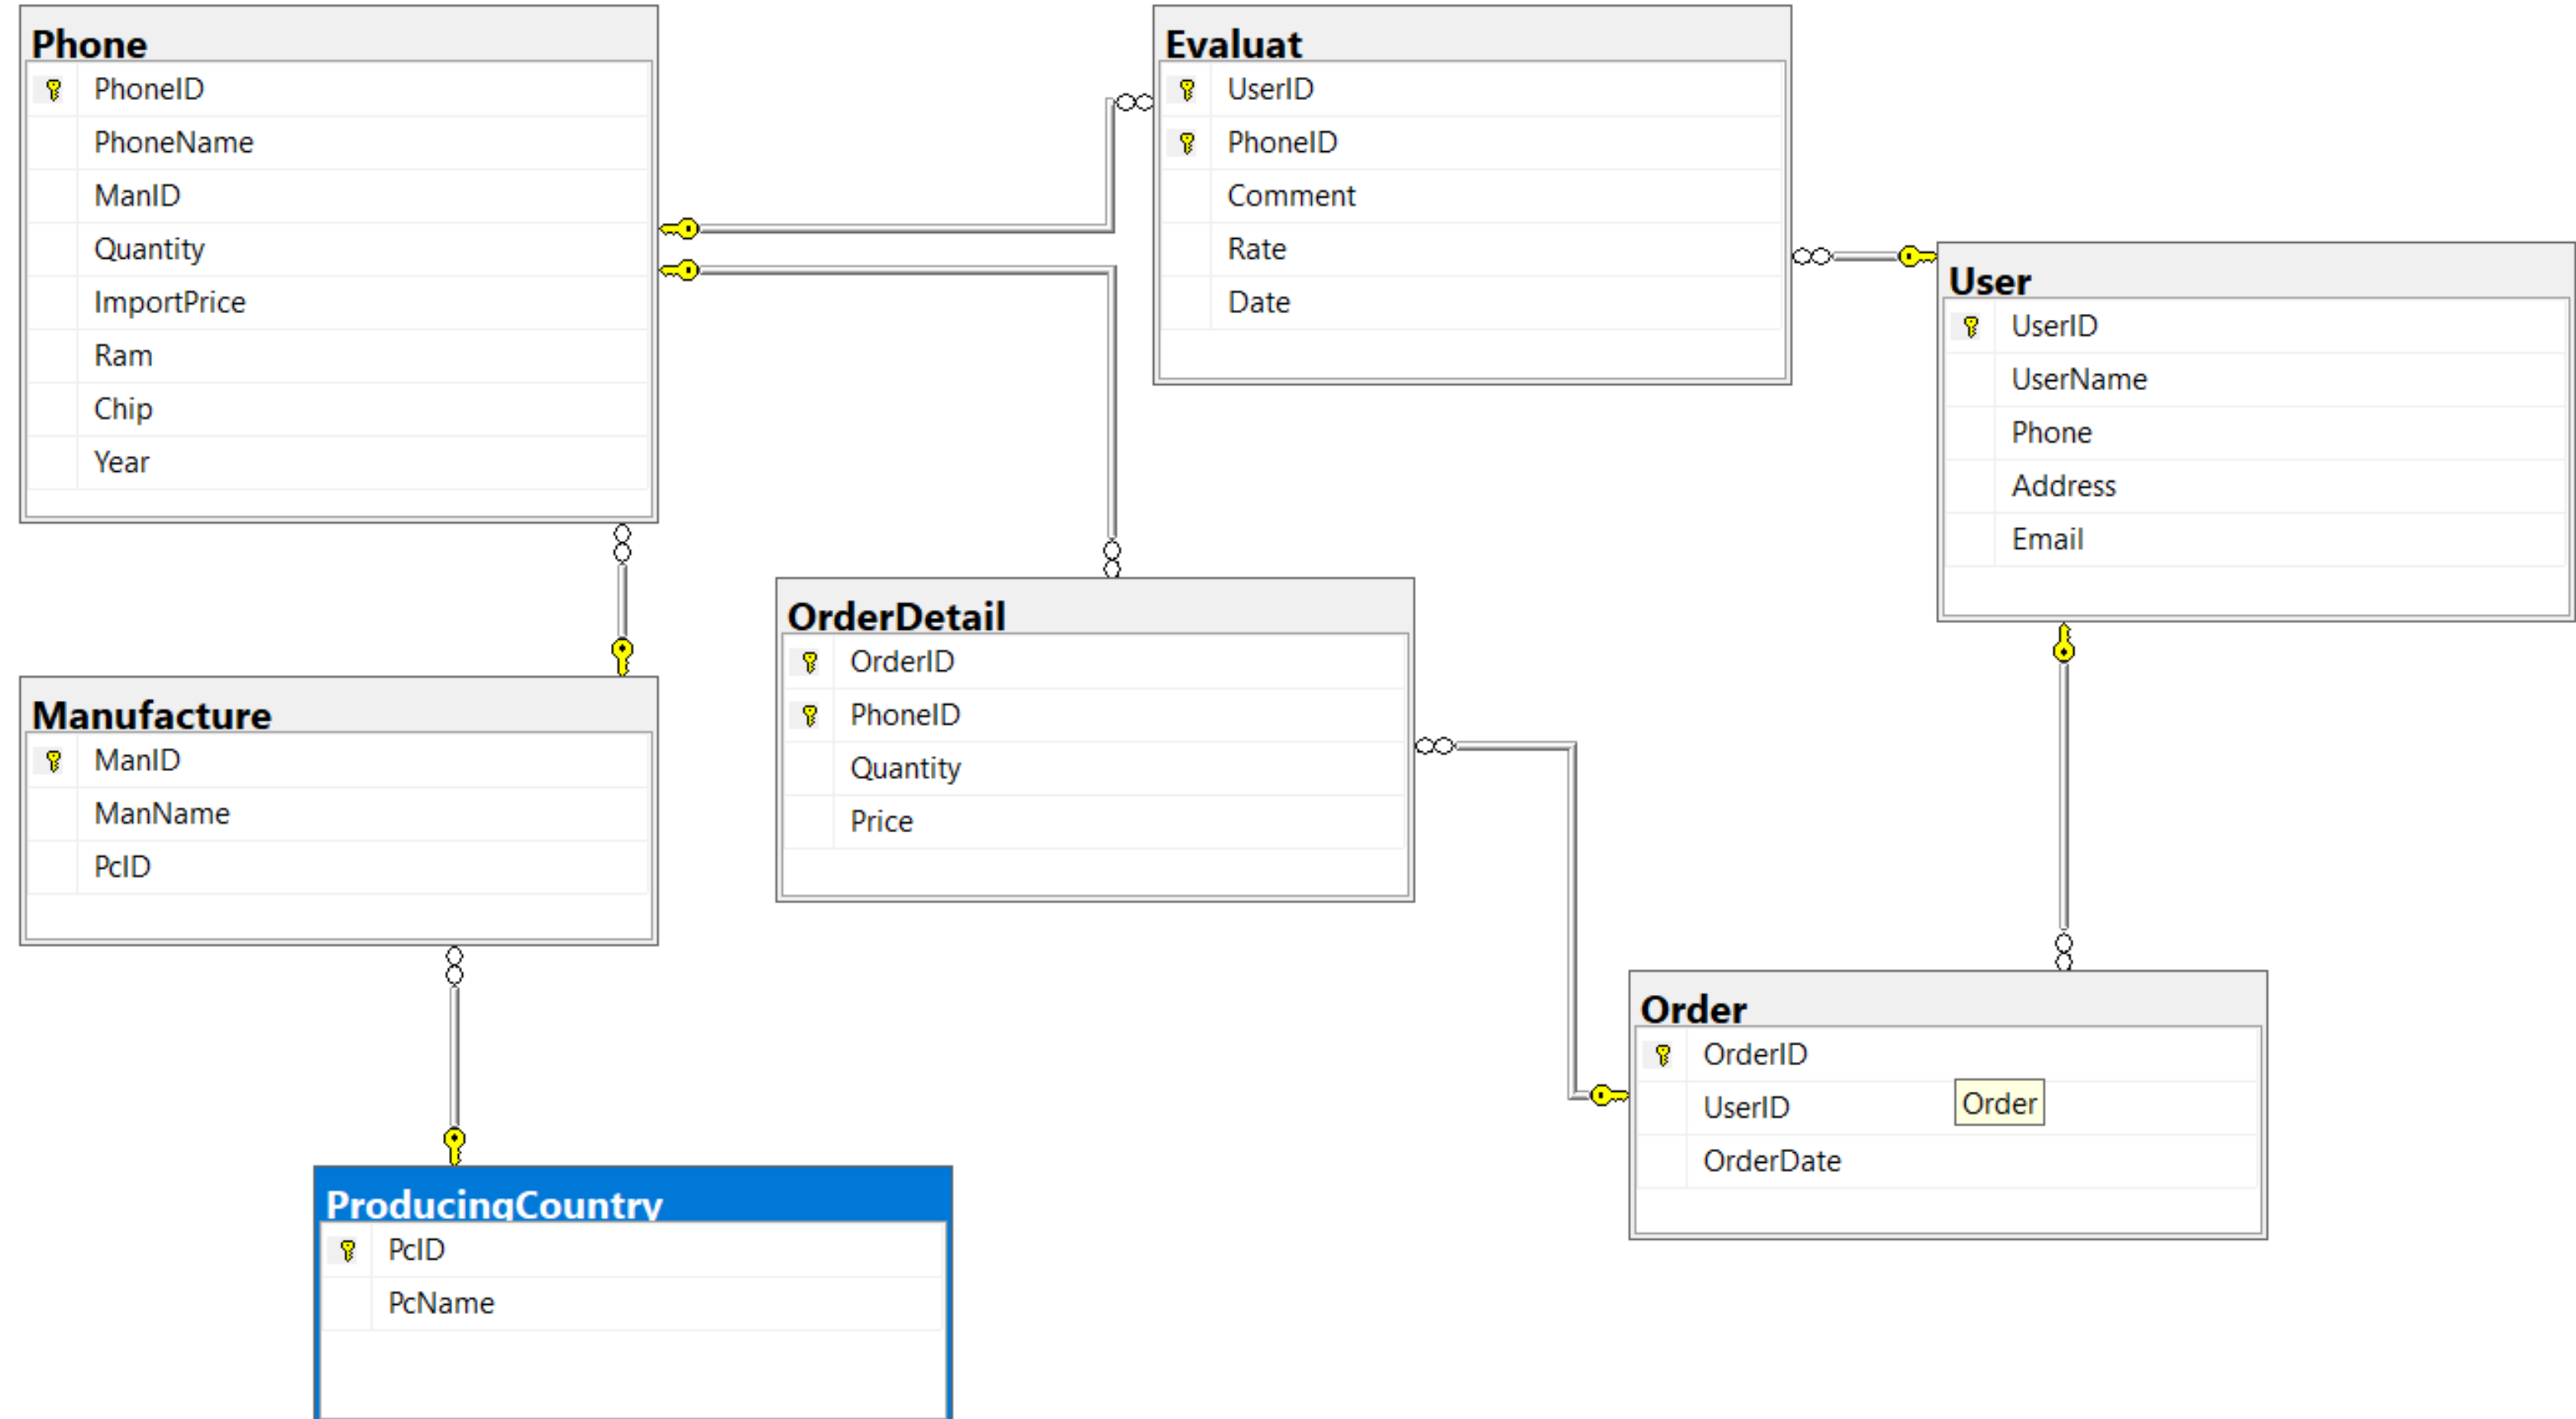 Phone
PhoneID
PhoneName
ManID
Quantity
ImportPrice
Ram
Chip
Year
Evaluat
UserID
PhoneID
Comment
Rate
Date
User
UserID
UserName
Phone
Address
Email
OrderDetail
OrderID
PhoneID
Quantity
Price
Manufacture
ManID
ManName
PcID
Order
OrderID
UserID
Order
OrderDate
ProducingCountry
PcID
PcName